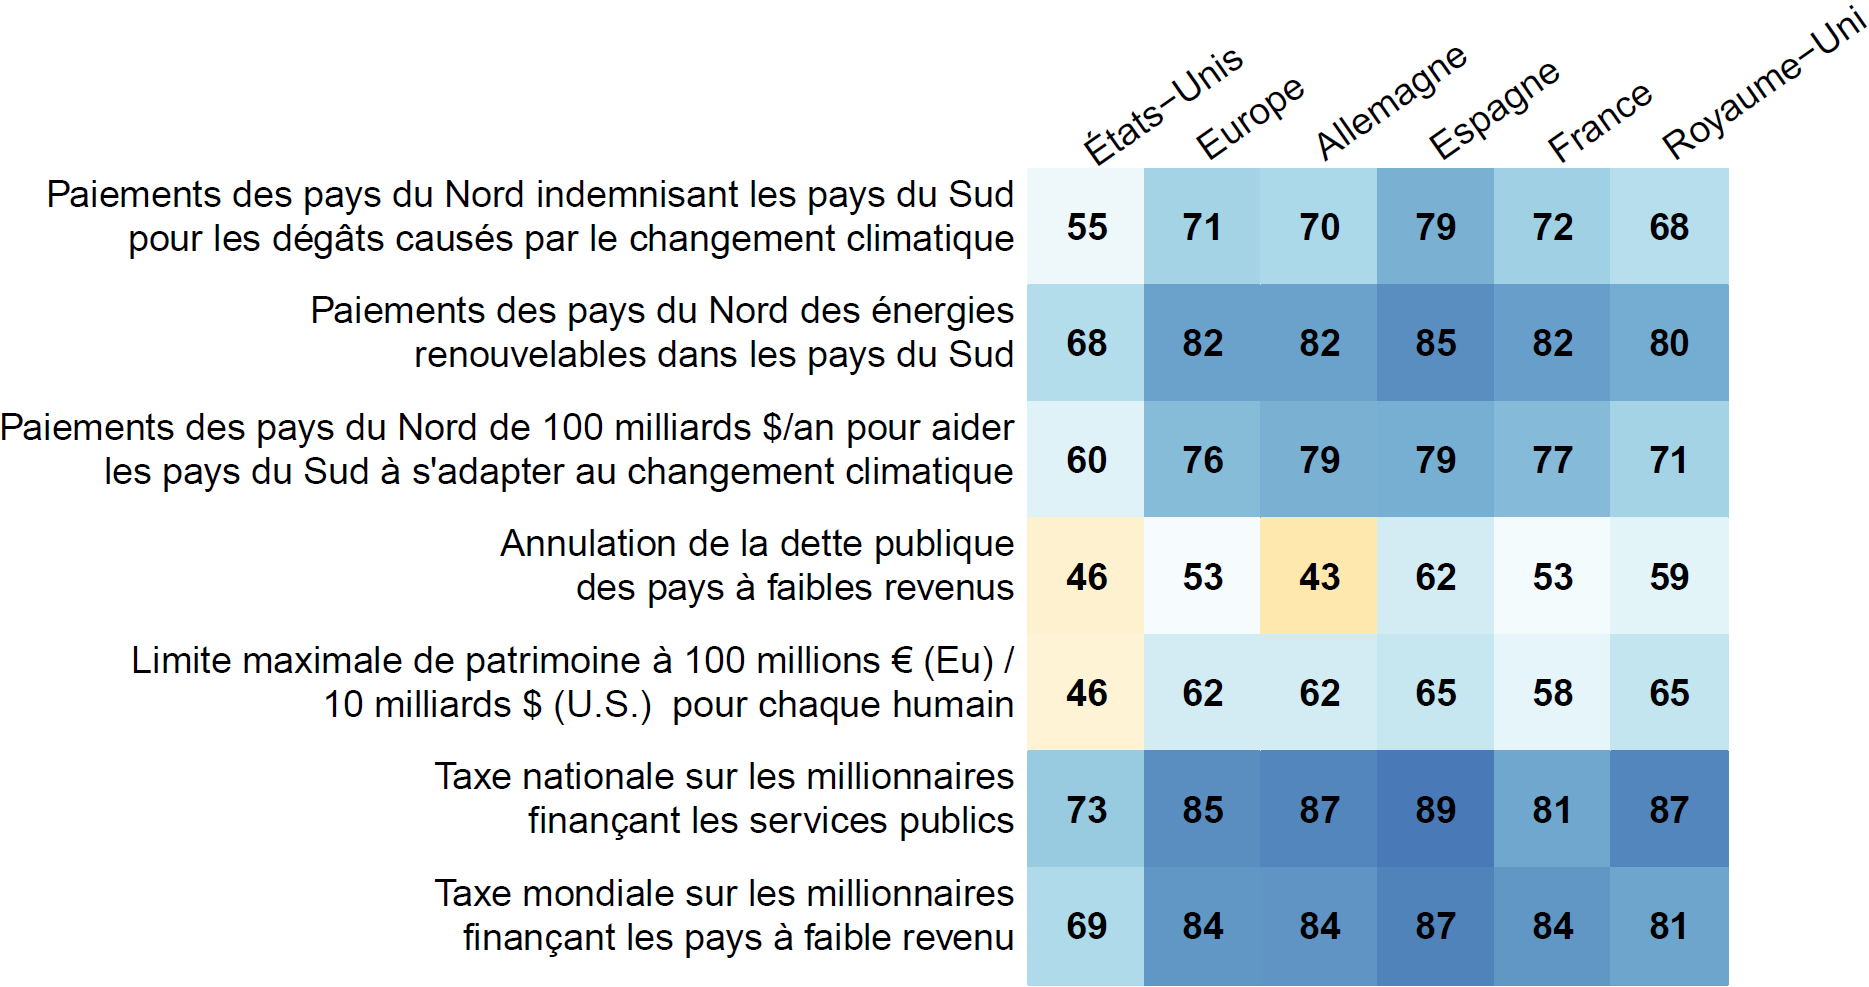 États−Unis Europe Allemagne Espagne France Royaume−Uni
Paiements des pays du Nord indemnisant les pays du Sud
pour les dégâts causés par le changement climatique
55 71 70 79 72 68
Paiements des pays du Nord des énergies
renouvelables dans les pays du Sud
68 82 82 85 82 80
Paiements des pays du Nord de 100 milliards $/an pour aider
les pays du Sud à s'adapter au changement climatique
60 76 79 79 77 71
Annulation de la dette publique
des pays à faibles revenus
46 53 43 62 53 59
Limite maximale de patrimoine à 100 millions € (Eu) /
10 milliards $ (U.S.) pour chaque humain
46 62 62 65 58 65
Taxe nationale sur les millionnaires
finançant les services publics
73 85 87 89 81 87
Taxe mondiale sur les millionnaires
finançant les pays à faible revenu
69 84 84 87 84 81